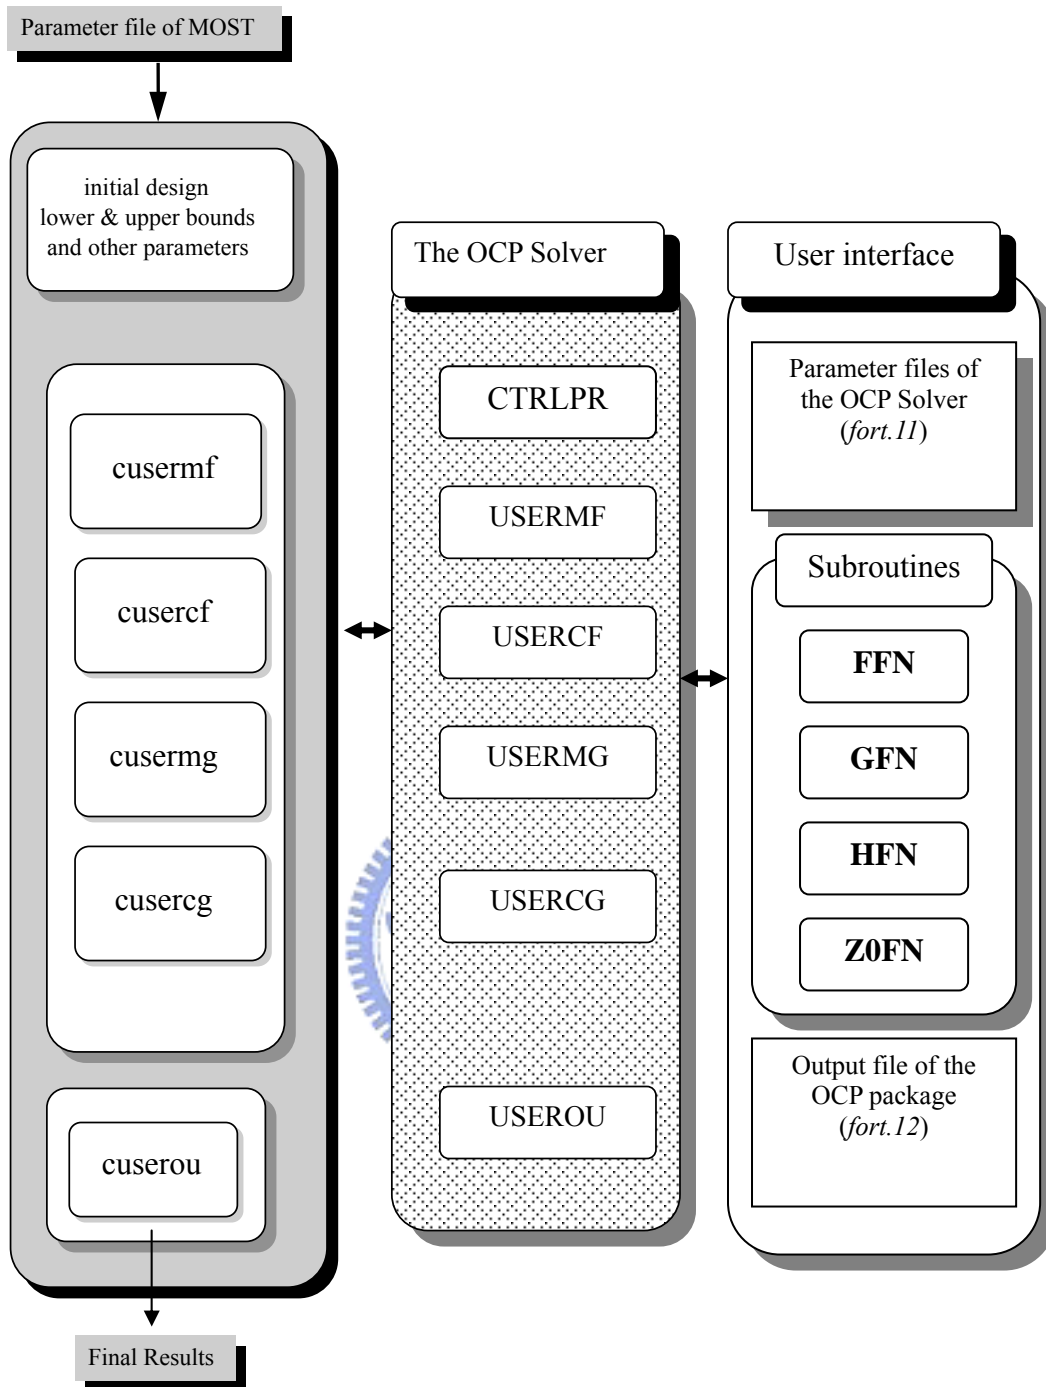 Parameter file of MOST
initial design
lower & upper bounds
and other parameters
cusermf
cusercf
cusermg
cusercg
cuserou
Final Results
The OCP Solver
CTRLPR
USERMF
USERCF
USERMG
USERCG
USEROU
User interface
Parameter files of
the OCP Solver
(fort.11)
Subroutines
FFN
GFN
HFN
Z0FN
Output file of the
OCP package
(fort.12)